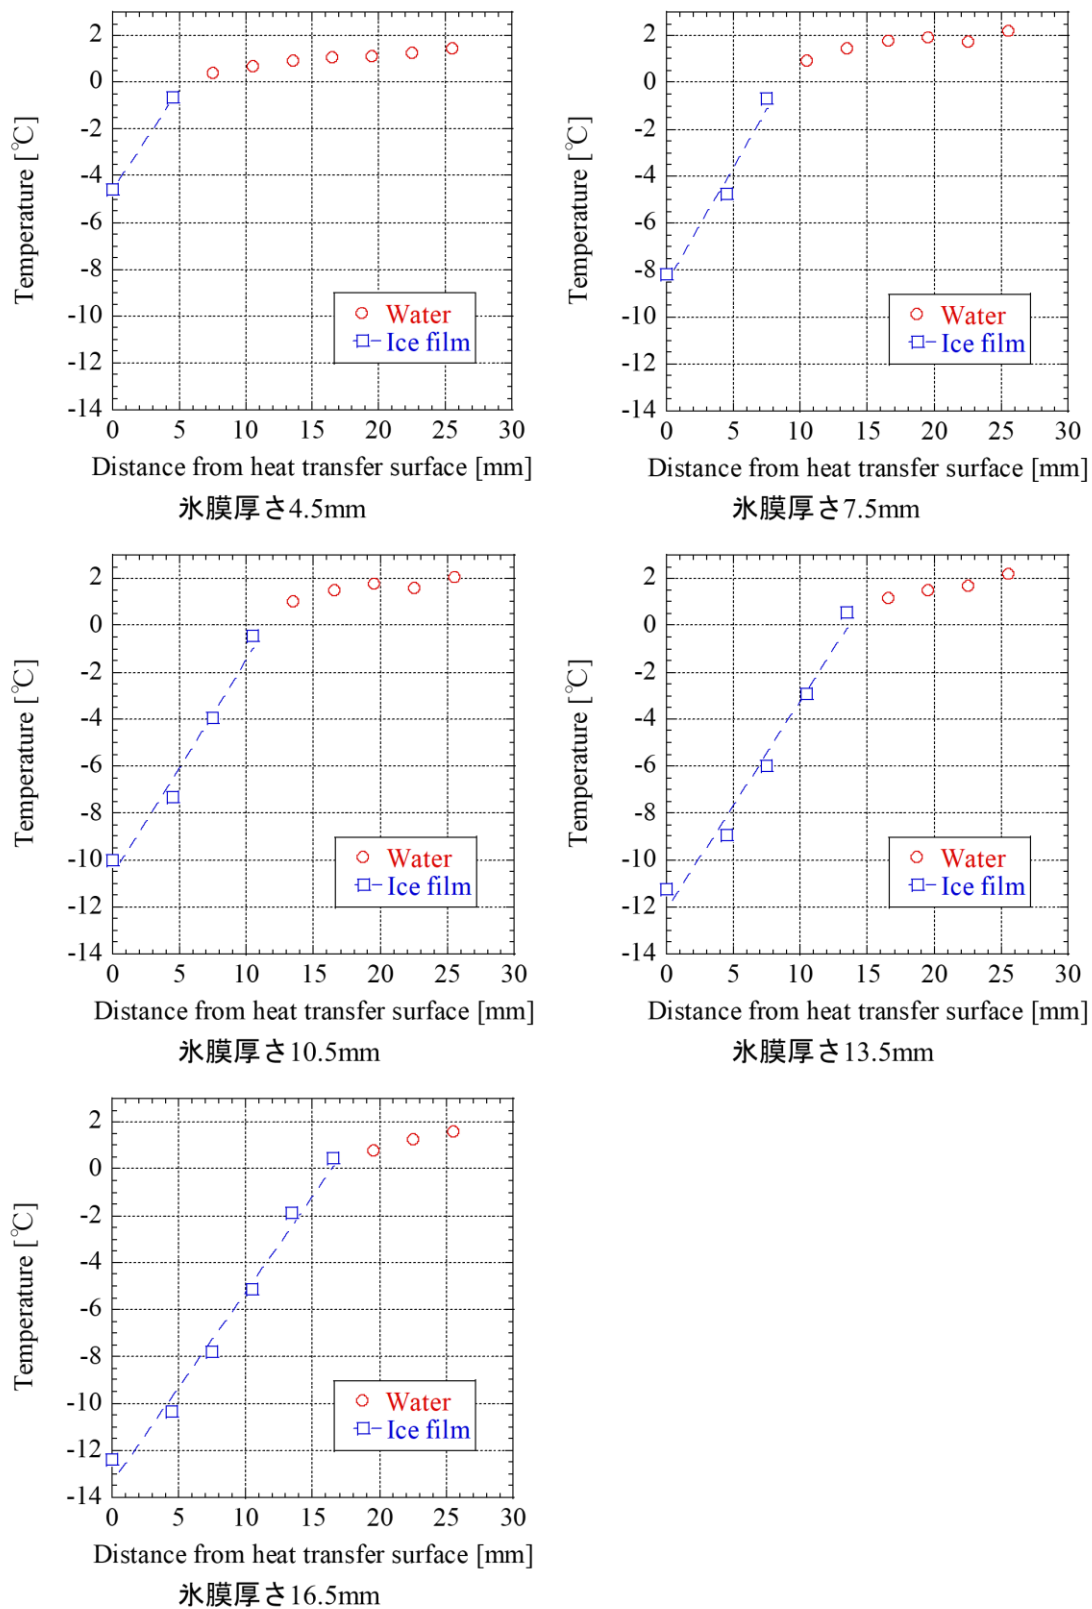 Temperature [℃]
2
0
-2
-4
-6
-8
-10
-12
-14
Water
Ice film
0 5 10 15 20 25 30
Distance from heat transfer surface [mm]
氷膜厚さ4.5mm
Temperature [℃]
2
0
-2
-4
-6
-8
-10
-12
-14
Water
Ice film
0 5 10 15 20 25 30
Distance from heat transfer surface [mm]
氷膜厚さ7.5mm
Temperature [℃]
2
0
-2
-4
-6
-8
-10
-12
-14
Water
Ice film
0 5 10 15 20 25 30
Distance from heat transfer surface [mm]
氷膜厚さ10.5mm
Temperature [℃]
2
0
-2
-4
-6
-8
-10
-12
-14
Water
Ice film
0 5 10 15 20 25 30
Distance from heat transfer surface [mm]
氷膜厚さ13.5mm
Temperature [℃]
2
0
-2
-4
-6
-8
-10
-12
-14
Water
Ice film
0 5 10 15 20 25 30
Distance from heat transfer surface [mm]
氷膜厚さ16.5mm